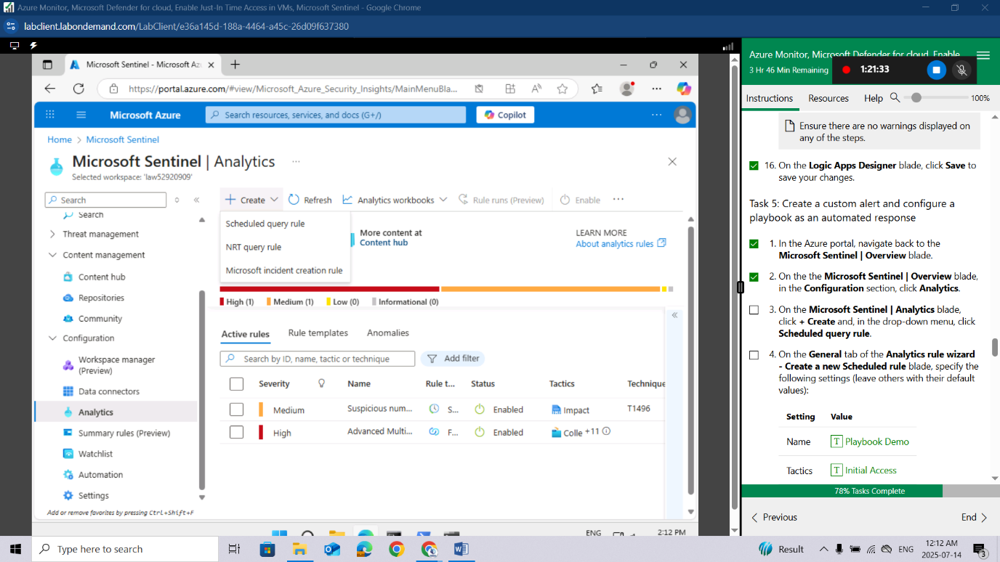 Azure Monitor, Microsoft Defender for cloud, Enable Just-In Time Access in VMs, Microsoft Sentinel - Google Chrome
labclient.labondemand.com/LabClient/e36a145d-188a-4464-a45c-26d09f637380
Microsoft Sentinel - Microsoft Az
https://portal.azure.com/#view/Microsoft_Azure_Security_Insights/MainMenuBla...
Microsoft Azure
Search resources, services, and docs (G+/)
Copilot
Home > Microsoft Sentinel
Microsoft Sentinel | Analytics ...
Selected workspace: 'law52920909'
Search
Search
Threat management
Content management
Content hub
Repositories
Community
Configuration
Workspace manager
(Preview)
Data connectors
Analytics
Summary rules (Preview)
Watchlist
Automation
Settings
Add or remove favorites by pressing Ctrl+Shift+F
Create
Refresh
Analytics workbooks
Rule runs (Preview)
Enable
Scheduled query rule
NRT query rule
Microsoft incident creation rule
More content at
Content hub
LEARN MORE
About analytics rules
High (1)
Medium (1)
Low (0)
Informational (0)
Active rules
Rule templates
Anomalies
Search by ID, name, tactic or technique
Add filter
Severity Name Rule t... Status Tactics Technique
Medium Suspicious num... S... Enabled Impact T1496
High Advanced Multi... F... Enabled Colle +11
ENG
2:12 PM
Azure Monitor, Microsoft Defender for cloud, Enable
3 Hr 46 Min Remaining
1:21:33
Instructions Resources Help 100%
Ensure there are no warnings displayed on
any of the steps.
16. On the Logic Apps Designer blade, click Save to
save your changes.
Task 5: Create a custom alert and configure a
playbook as an automated response
1. In the Azure portal, navigate back to the
Microsoft Sentinel | Overview blade.
2. On the the Microsoft Sentinel | Overview blade,
in the Configuration section, click Analytics.
3. On the Microsoft Sentinel | Analytics blade,
click + Create and, in the drop-down menu, click
Scheduled query rule.
4. On the General tab of the Analytics rule wizard
- Create a new Scheduled rule blade, specify the
following settings (leave others with their default
values):
Setting Value
Name T Playbook Demo
Tactics T Initial Access
78% Tasks Complete
Previous
End
Type here to search
Result
ENG
12:12 AM
2025-07-14
3